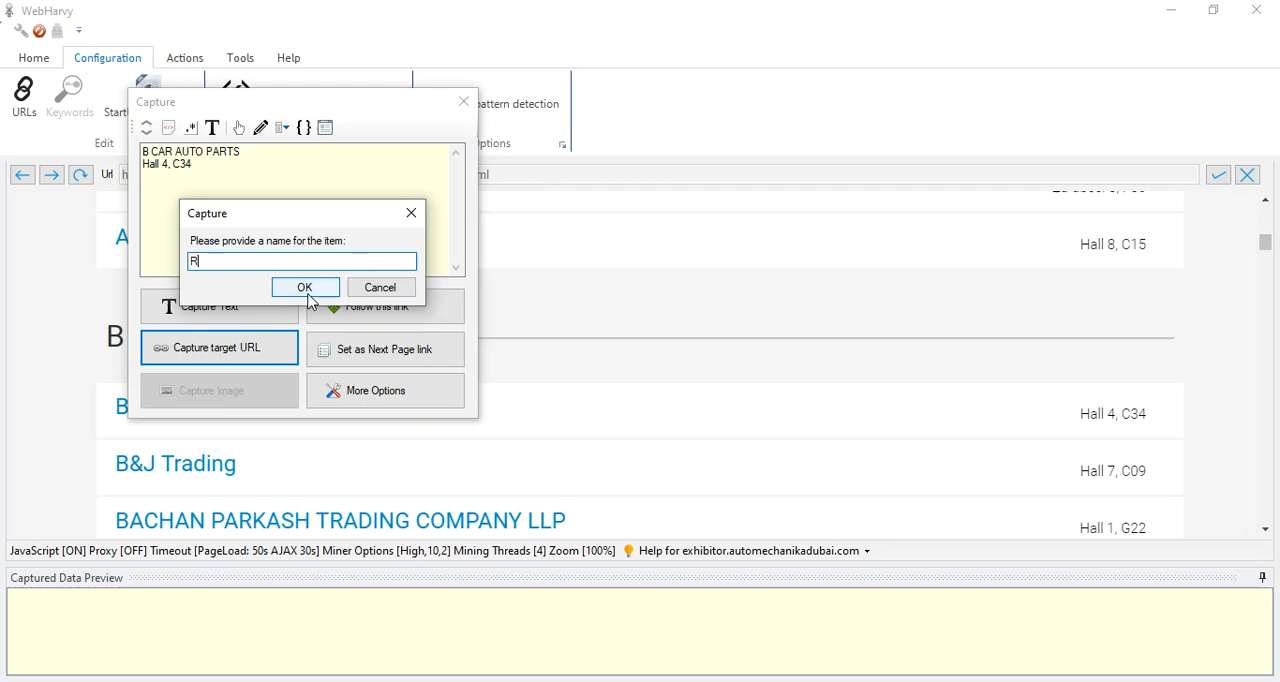 WebHarvy
Home Configuration Actions Tools Help
URLs Keywords Start
pattern detection
Edit
Capture
B CAR AUTO PARTS
Hall 4, C34
Url
Capture
Please provide a name for the item:
R
OK Cancel
Capture target URL
Set as Next Page link
Capture Image
More Options
Hall 8, C15
B
Hall 4, C34
B&J Trading
Hall 7, C09
BACHAN PARKASH TRADING COMPANY LLP
Hall 1, G22
JavaScript [ON] Proxy [OFF] Timeout [PageLoad: 50s AJAX 30s] Miner Options [High,10,2] Mining Threads [4] Zoom [100%] Help for exhibitor.automechanikadubai.com
Captured Data Preview